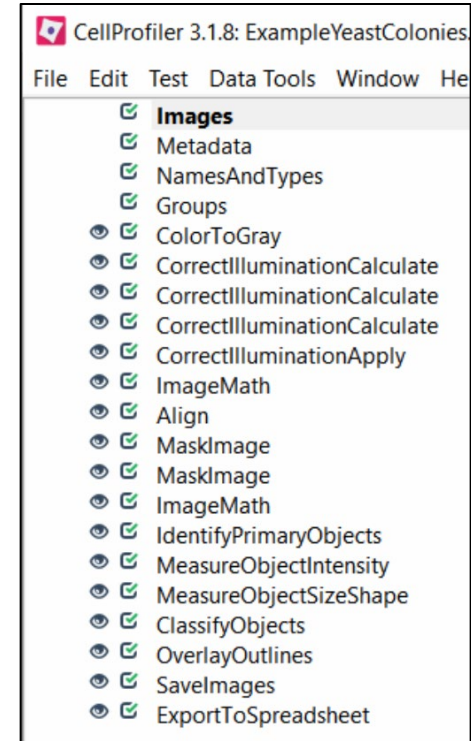 CellProfiler 3.1.8: ExampleYeastColonies.
File Edit Test Data Tools Window He
Images
Metadata
NamesAndTypes
Groups
ColorToGray
CorrectIlluminationCalculate
CorrectIlluminationCalculate
CorrectIlluminationCalculate
CorrectIlluminationApply
ImageMath
Align
MaskImage
MaskImage
ImageMath
IdentifyPrimaryObjects
MeasureObjectIntensity
MeasureObjectSizeShape
ClassifyObjects
OverlayOutlines
SaveImages
ExportToSpreadsheet